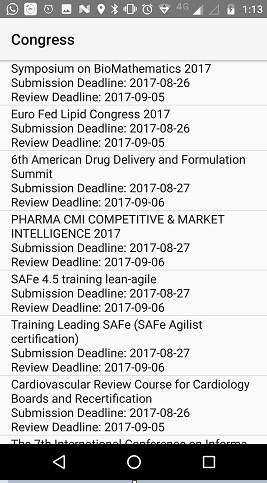 4G
1:13
Congress
Symposium on BioMathematics 2017
Submission Deadline: 2017-08-26
Review Deadline: 2017-09-05
Euro Fed Lipid Congress 2017
Submission Deadline: 2017-08-26
Review Deadline: 2017-09-05
6th American Drug Delivery and Formulation
Summit
Submission Deadline: 2017-08-27
Review Deadline: 2017-09-06
PHARMA CMI COMPETITIVE & MARKET
INTELLIGENCE 2017
Submission Deadline: 2017-08-27
Review Deadline: 2017-09-06
SAFe 4.5 training lean-agile
Submission Deadline: 2017-08-27
Review Deadline: 2017-09-06
Training Leading SAFe (SAFe Agilist
certification)
Submission Deadline: 2017-08-27
Review Deadline: 2017-09-06
Cardiovascular Review Course for Cardiology
Boards and Recertification
Submission Deadline: 2017-08-26
Review Deadline: 2017-09-05
The 7th International Conference on Informa